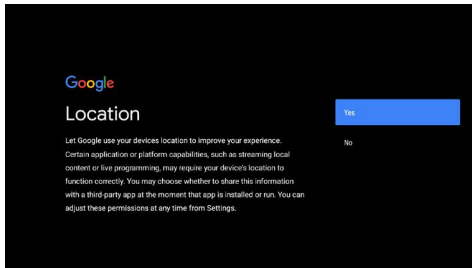 Google
Location
Let Google use your devices location to improve your experience.
Certain application or platform capabilities, such as streaming local
content or live programming, may require your device's location to
function correctly. You may choose whether to share this information
with a third-party app at the moment that app is installed or run. You can
adjust these permissions at any time from Settings.
Yes
No